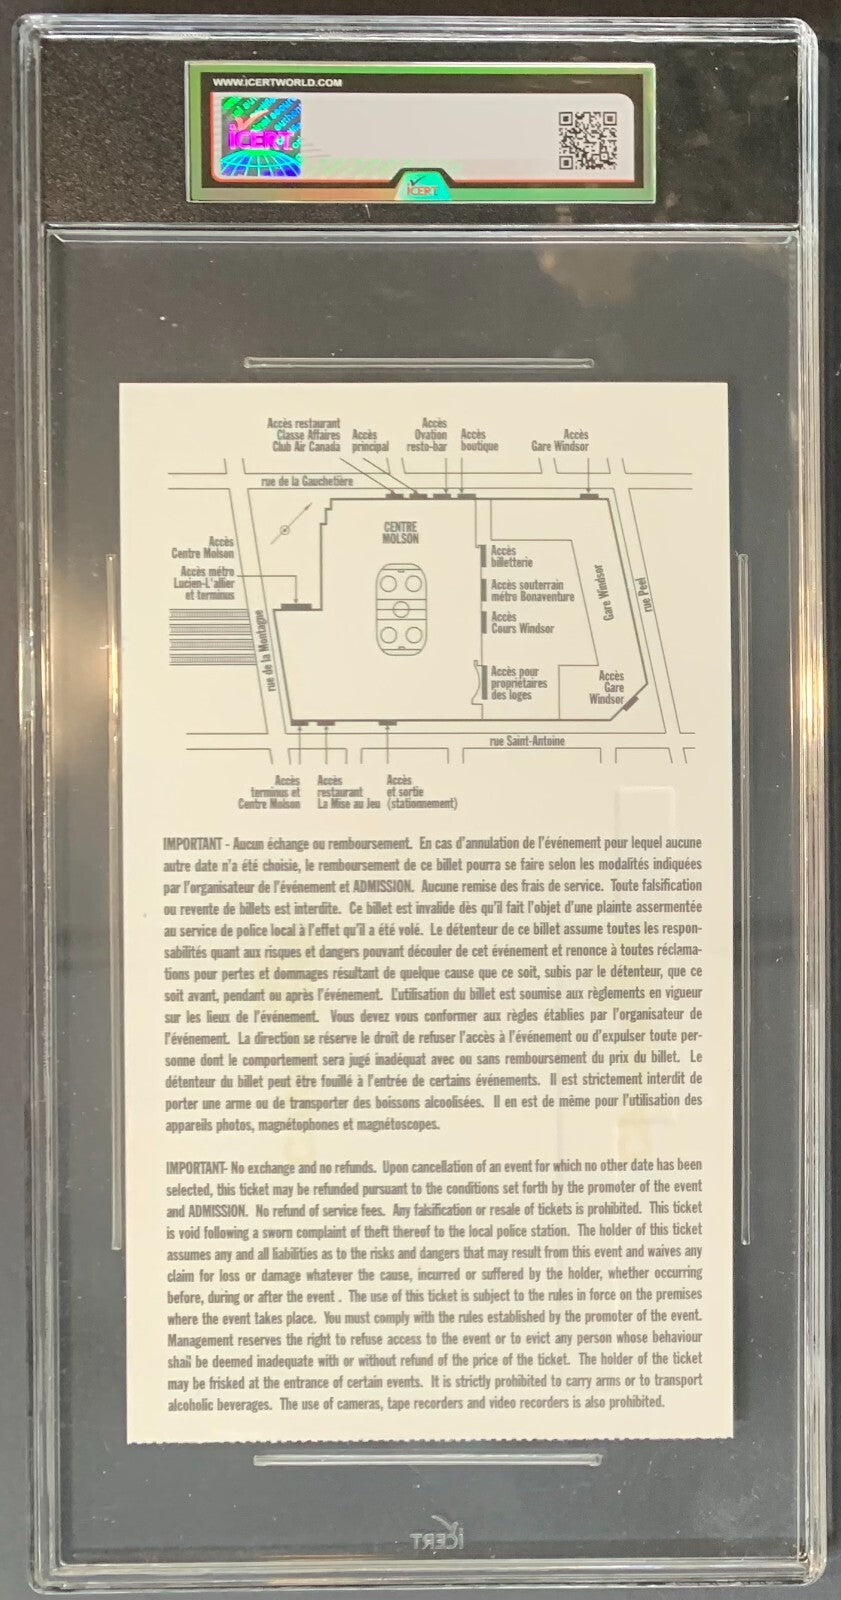 WWW.ICERTWORLD.COM
iCERT
iCERT
Accès restaurant
Classe Affaires
Club Air Canada
Accès
principal
Accès
Ovation
resto-bar
Accès
boutique
Accès
Gare Windsor
rue de la Gauchetière
CENTRE
MOLSON
Accès
Centre Molson
Accès métro
Lucien-L'allier
et terminus
rue de la Montagne
Accès
billetterie
Accès souterrain
métro Bonaventure
Accès
Cours Windsor
Accès pour
propriétaires
des loges
Gare Windsor
rue Peel
Accès
Gare
Windsor
rue Saint-Antoine
Accès
terminus et
Centre Molson
Accès
restaurant
La Mise au Jeu
Accès
et sortie
(stationnement)
IMPORTANT - Aucun échange ou remboursement. En cas d'annulation de l'événement pour lequel aucune
autre date n'a été choisie, le remboursement de ce billet pourra se faire selon les modalités indiquées
par l'organisateur de l'événement et ADMISSION. Aucune remise des frais de service. Toute falsification
ou revente de billets est interdite. Ce billet est invalide dès qu'il fait l'objet d'une plainte assermentée
au service de police local à l'effet qu'il a été volé. Le détenteur de ce billet assume toutes les respon-
sabilités quant aux risques et dangers pouvant découler de cet événement et renonce à toutes réclama-
tions pour pertes et dommages résultant de quelque cause que ce soit, subis par le détenteur, que ce
soit avant, pendant ou après l'événement. L'utilisation du billet est soumise aux règlements en vigueur
sur les lieux de l'événement. Vous devez vous conformer aux règles établies par l'organisateur de
l'événement. La direction se réserve le droit de refuser l'accès à l'événement ou d'expulser toute per-
sonne dont le comportement sera jugé inadéquat avec ou sans remboursement du prix du billet. Le
détenteur du billet peut être fouillé à l'entrée de certains événements. Il est strictement interdit de
porter une arme ou de transporter des boissons alcoolisées. Il en est de même pour l'utilisation des
appareils photos, magnétophones et magnétoscopes.
IMPORTANT- No exchange and no refunds. Upon cancellation of an event for which no other date has been
selected, this ticket may be refunded pursuant to the conditions set forth by the promoter of the event
and ADMISSION. No refund of service fees. Any falsification or resale of tickets is prohibited. This ticket
is void following a sworn complaint of theft thereof to the local police station. The holder of this ticket
assumes any and all liabilities as to the risks and dangers that may result from this event and waives any
claim for loss or damage whatever the cause, incurred or suffered by the holder, whether occurring
before, during or after the event . The use of this ticket is subject to the rules in force on the premises
where the event takes place. You must comply with the rules established by the promoter of the event.
Management reserves the right to refuse access to the event or to evict any person whose behaviour
shall be deemed inadequate with or without refund of the price of the ticket. The holder of the ticket
may be frisked at the entrance of certain events. It is strictly prohibited to carry arms or to transport
alcoholic beverages. The use of cameras, tape recorders and video recorders is also prohibited.
iCERT